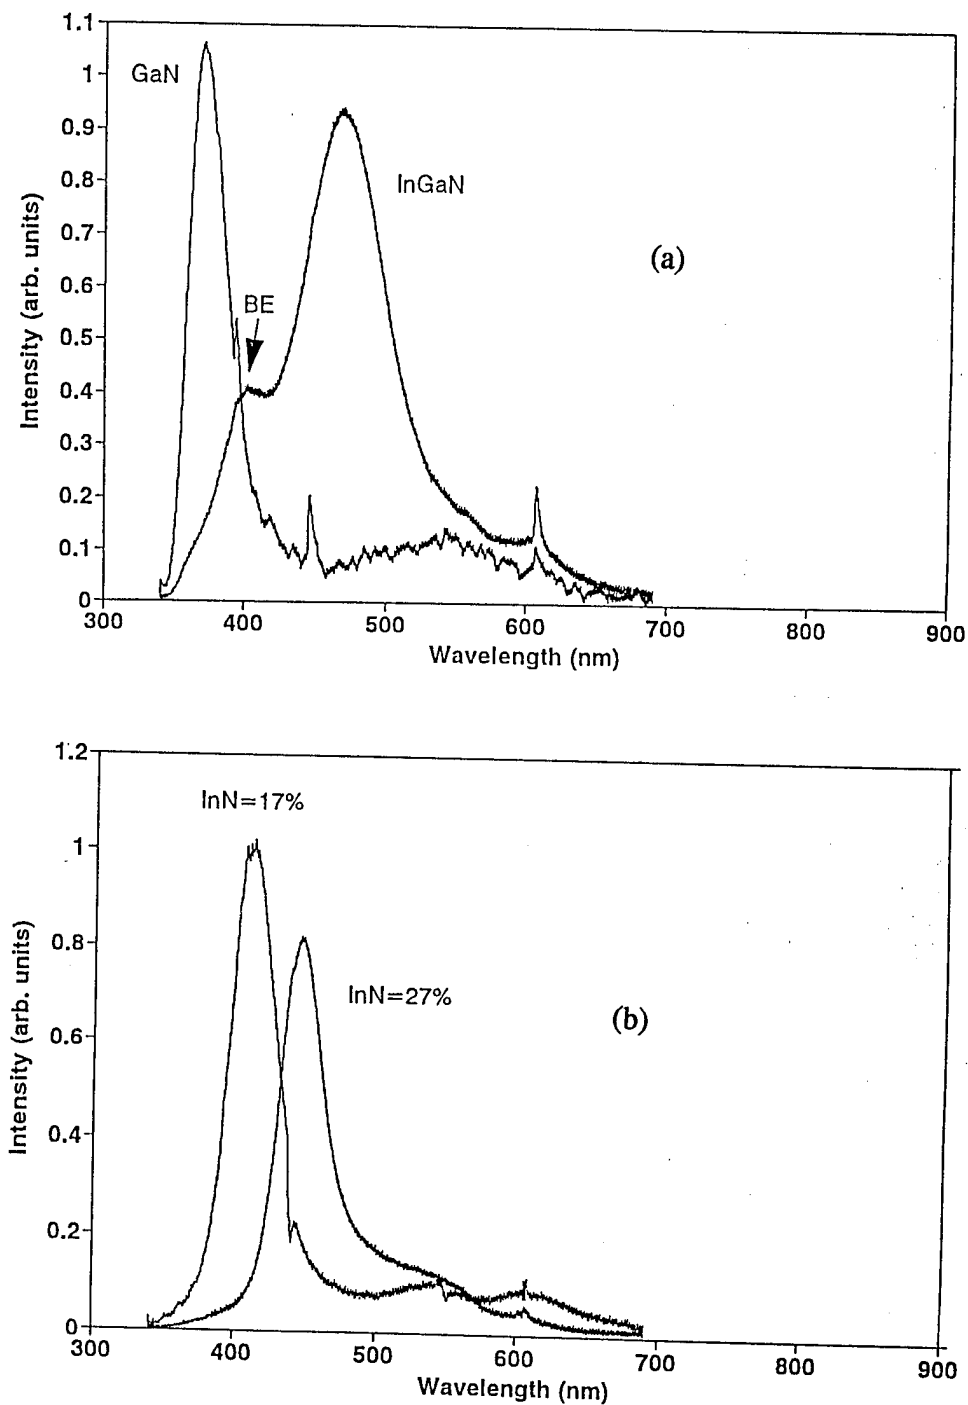 1.1
1
GaN
0.9
0.8
InGaN
0.7
(a)
0.6
BE
0.5
0.4
0.3
0.2
0.1
0
Intensity (arb. units)
300 400 500 600 700 800 900
Wavelength (nm)
1.2
InN=17%
1
0.8
InN=27%
(b)
0.6
0.4
0.2
0
Intensity (arb. units)
300 400 500 600 700 800 900
Wavelength (nm)